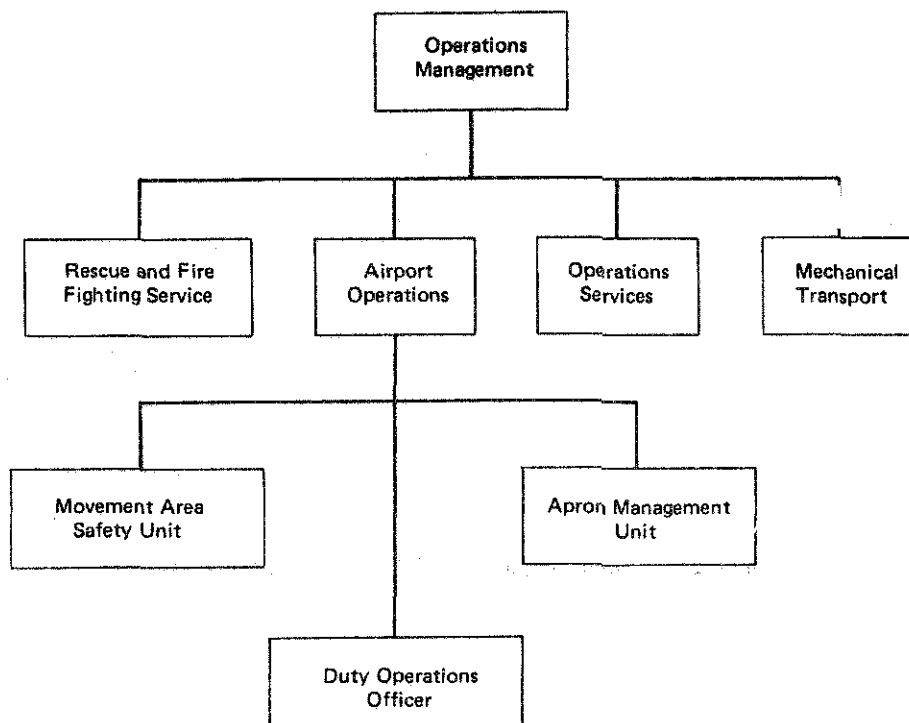 Operations
Management
Rescue and Fire
Fighting Service
Airport
Operations
Operations
Services
Mechanical
Transport
Movement Area
Safety Unit
Apron Management
Unit
Duty Operations
Officer